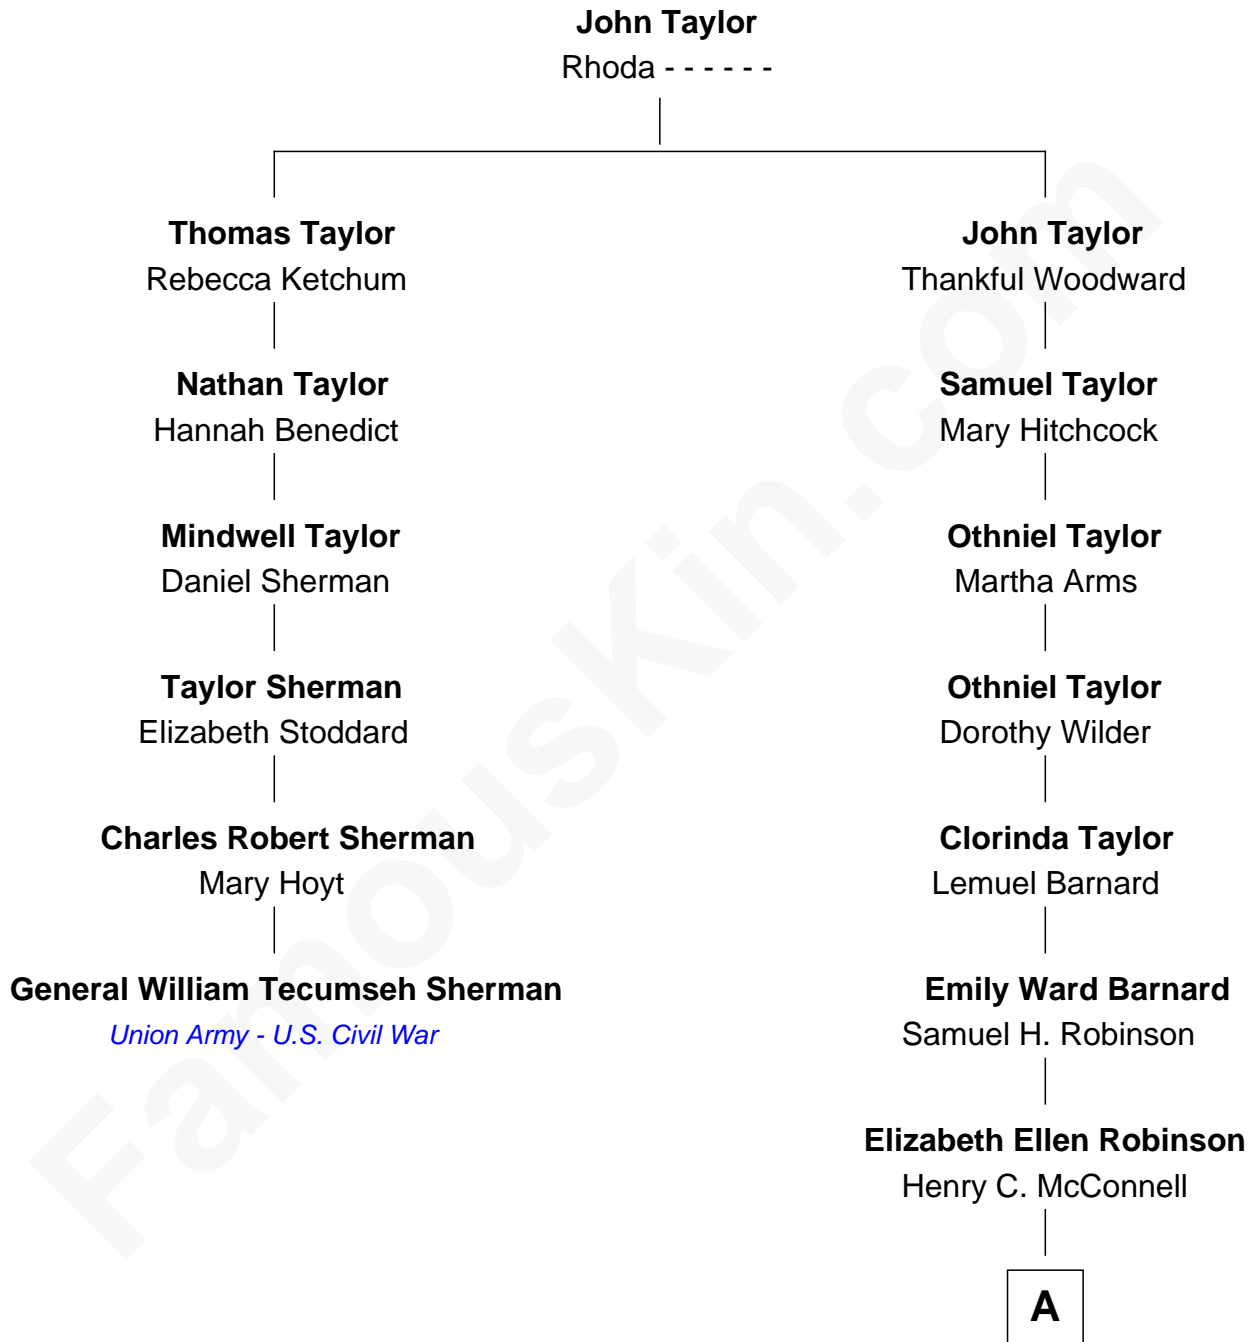 John Taylor
Rhoda - - - - - -
Thomas Taylor
Rebecca Ketchum
John Taylor
Thankful Woodward
Nathan Taylor
Hannah Benedict
Samuel Taylor
Mary Hitchcock
Mindwell Taylor
Daniel Sherman
Othniel Taylor
Martha Arms
Taylor Sherman
Elizabeth Stoddard
Othniel Taylor
Dorothy Wilder
Charles Robert Sherman
Mary Hoyt
Clorinda Taylor
Lemuel Barnard
General William Tecumseh Sherman
Union Army - U.S. Civil War
Emily Ward Barnard
Samuel H. Robinson
Elizabeth Ellen Robinson
Henry C. McConnell
A
FamousKin.com